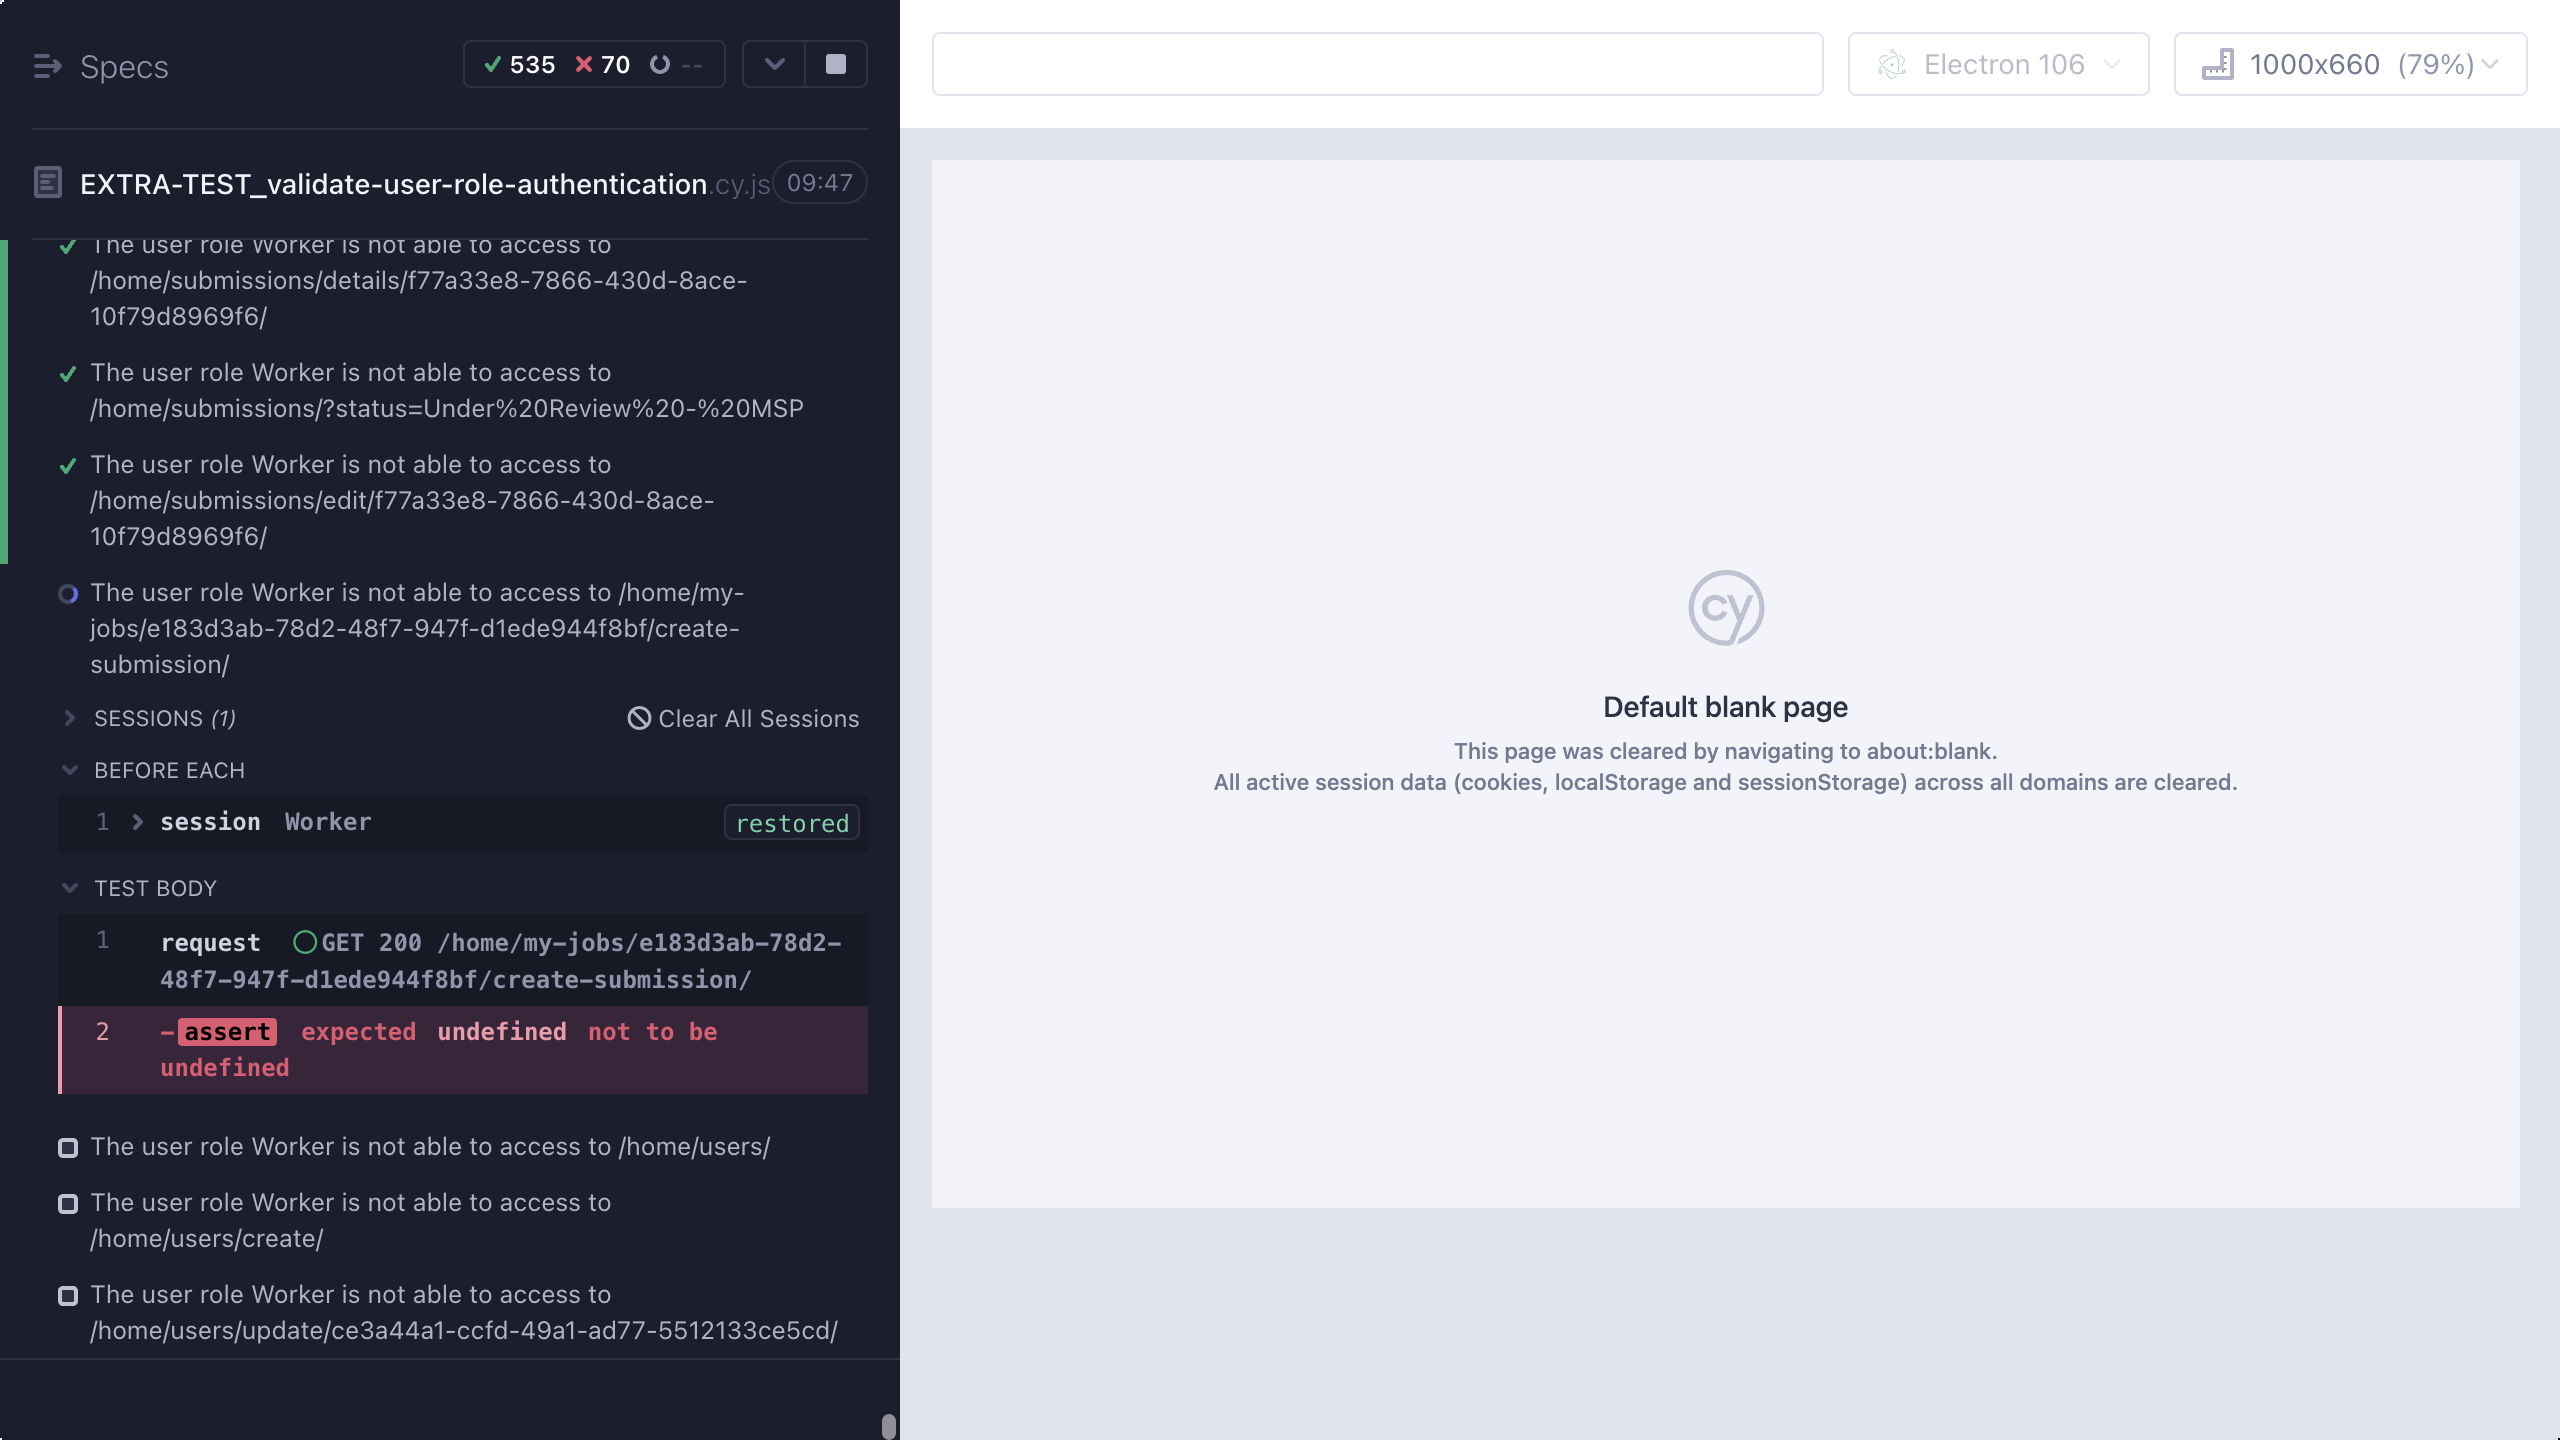 Specs
535 70 --
EXTRA-TEST_validate-user-role-authentication.cy.js 09:47
The user role Worker is not able to access to
/home/submissions/details/f77a33e8-7866-430d-8ace-
10f79d8969f6/
The user role Worker is not able to access to
/home/submissions/?status=Under%20Review%20-%20MSP
The user role Worker is not able to access to
/home/submissions/edit/f77a33e8-7866-430d-8ace-
10f79d8969f6/
The user role Worker is not able to access to /home/my-
jobs/e183d3ab-78d2-48f7-947f-d1ede944f8bf/create-
submission/
SESSIONS (1) Clear All Sessions
BEFORE EACH
1 session Worker restored
TEST BODY
1 request GET 200 /home/my-jobs/e183d3ab-78d2-
48f7-947f-d1ede944f8bf/create-submission/
2 -assert expected undefined not to be
undefined
The user role Worker is not able to access to /home/users/
The user role Worker is not able to access to
/home/users/create/
The user role Worker is not able to access to
/home/users/update/ce3a44a1-ccfd-49a1-ad77-5512133ce5cd/
Electron 106
1000x660 (79%)
cy
Default blank page
This page was cleared by navigating to about:blank.
All active session data (cookies, localStorage and sessionStorage) across all domains are cleared.